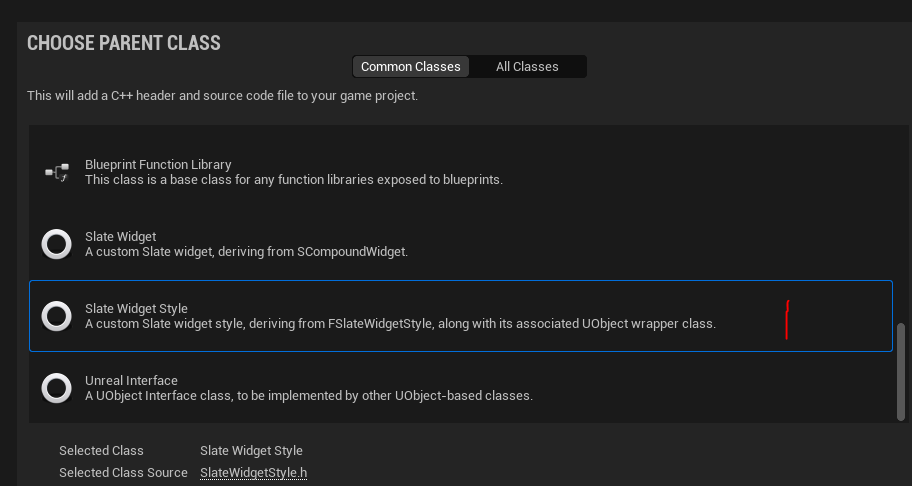 CHOOSE PARENT CLASS
Common Classes
All Classes
This will add a C++ header and source code file to your game project.
Blueprint Function Library
This class is a base class for any function libraries exposed to blueprints.
Slate Widget
A custom Slate widget, deriving from SCompoundWidget.
Slate Widget Style
A custom Slate widget style, deriving from FSlateWidgetStyle, along with its associated UObject wrapper class.
Unreal Interface
A UObject Interface class, to be implemented by other UObject-based classes.
Selected Class
Slate Widget Style
Selected Class Source
SlateWidgetStyle.h